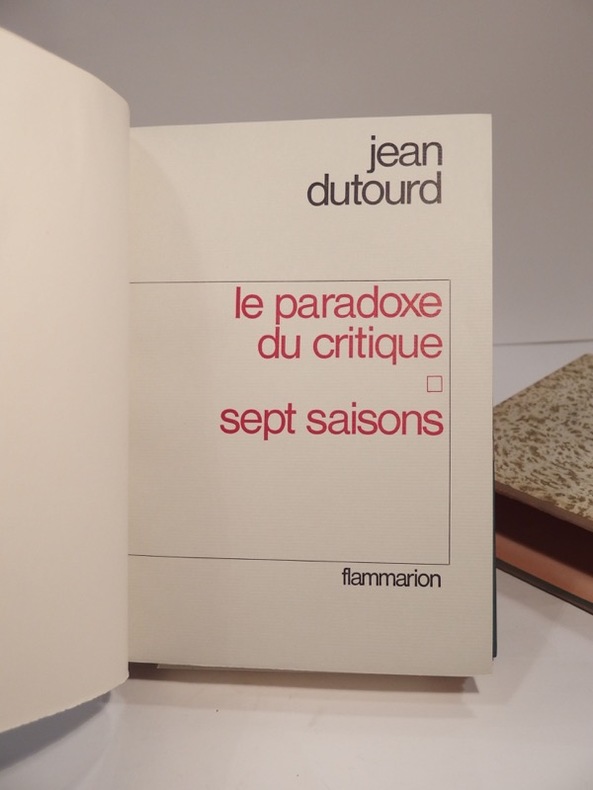 jean
dutourd
le paradoxe
du critique
sept saisons
flammarion